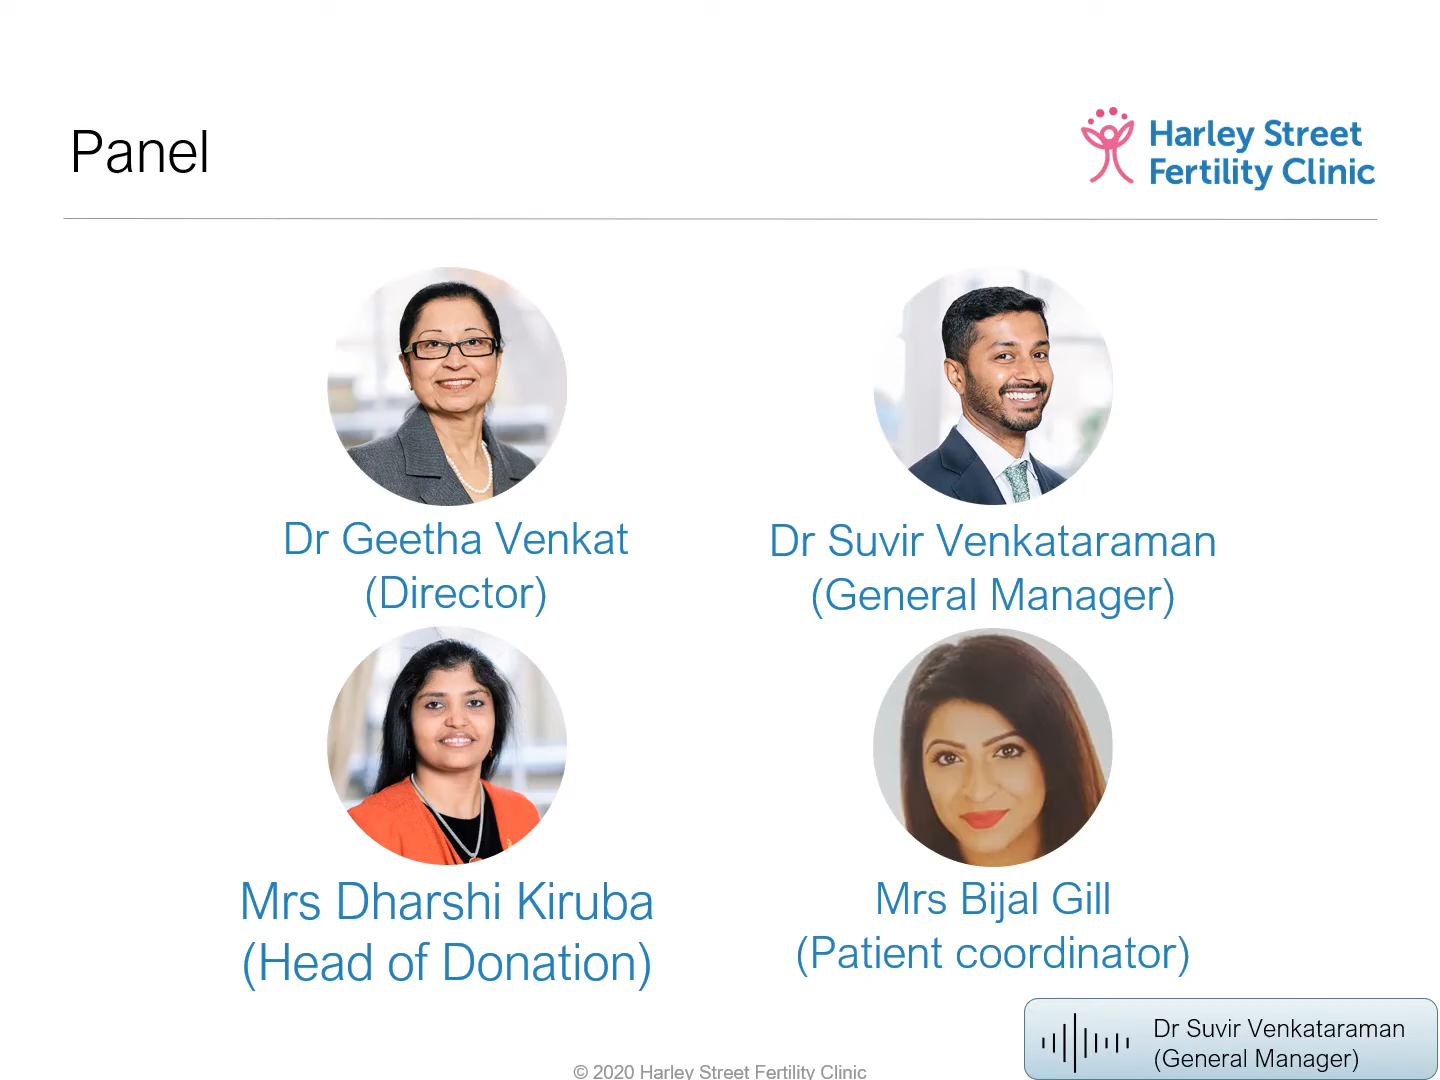 Panel
Harley Street
Fertility Clinic
Dr Geetha Venkat
(Director)
Dr Suvir Venkataraman
(General Manager)
Mrs Dharshi Kiruba
(Head of Donation)
Mrs Bijal Gill
(Patient coordinator)
Dr Suvir Venkataraman
(General Manager)
© 2020 Harley Street Fertility Clinic